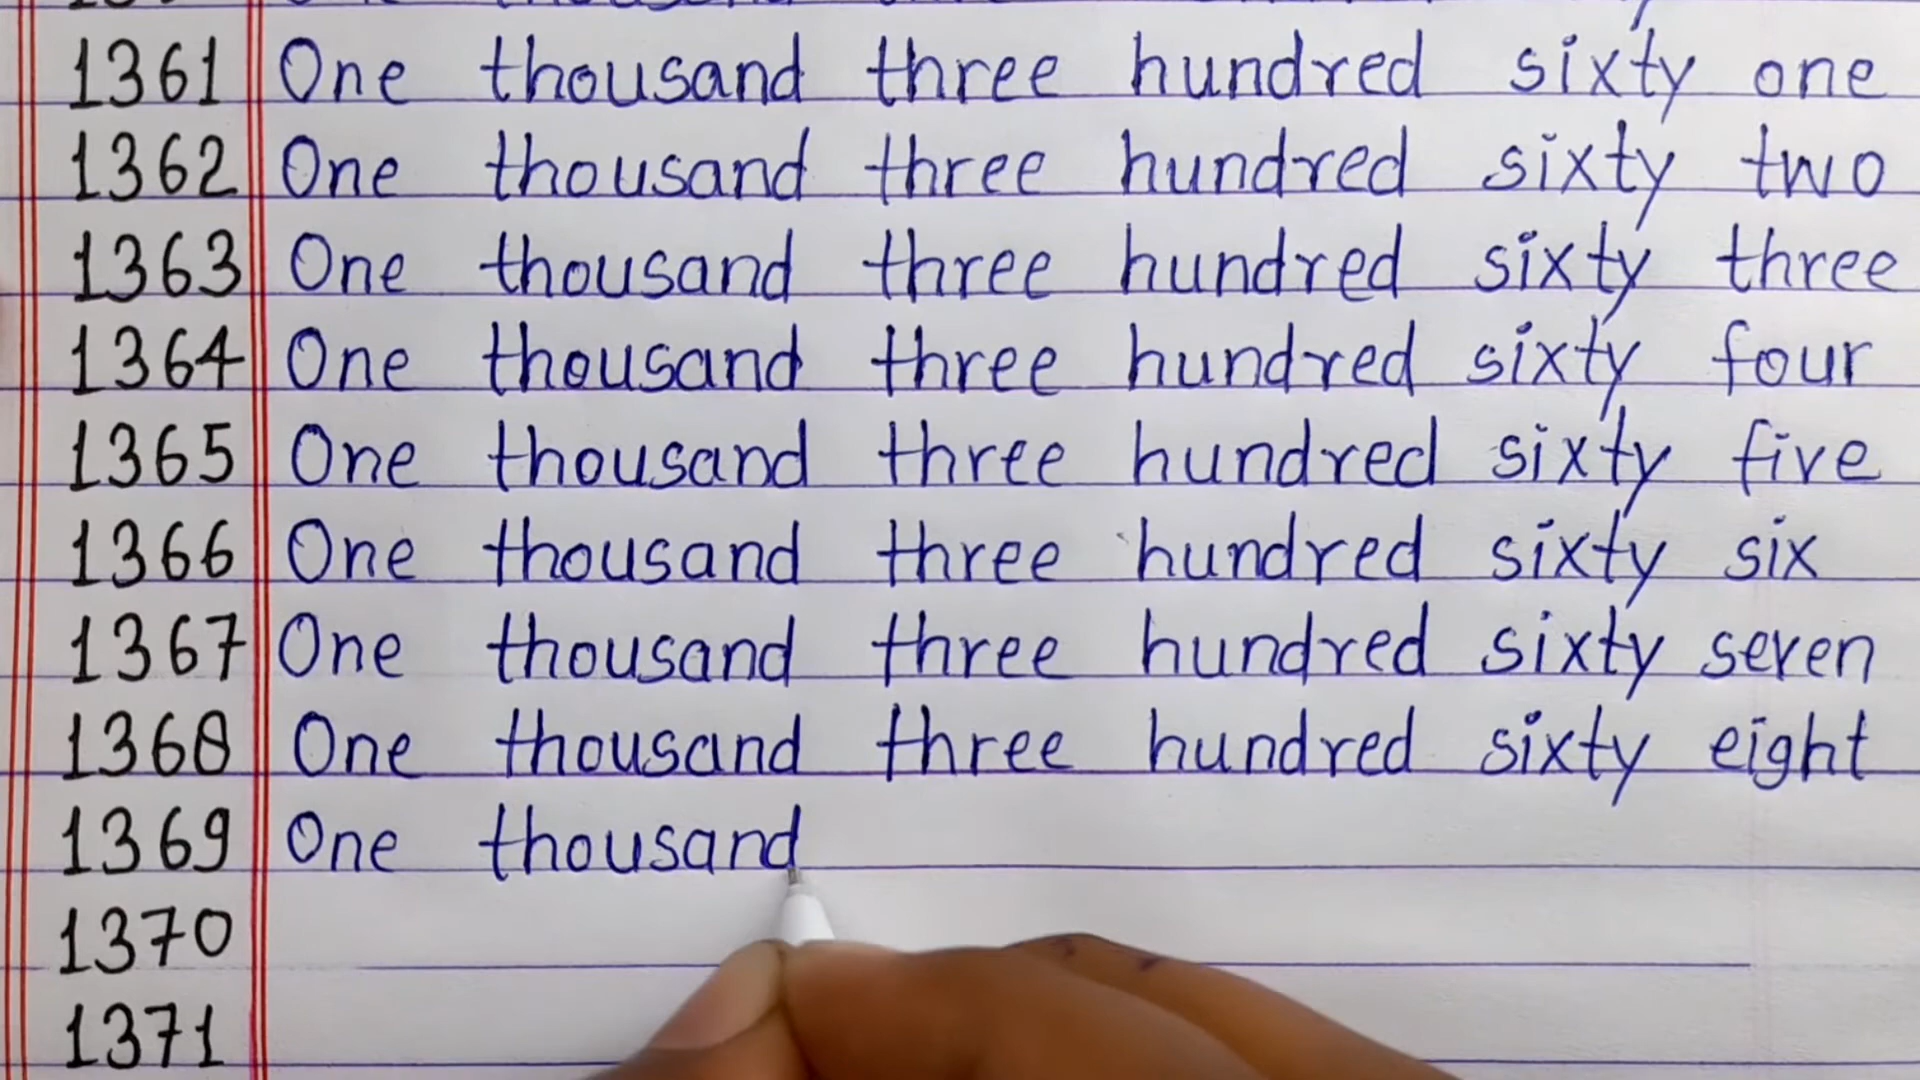 1361 One thousand three hundred sixty one
1362 One thousand three hundred sixty two
1363 One thousand three hundred sixty three
1364 One thousand three hundred sixty four
1365 One thousand three hundred sixty five
1366 One thousand three hundred sixty six
1367 One thousand three hundred sixty seven
1368 One thousand three hundred sixty eight
1369 One thousand
1370
1371